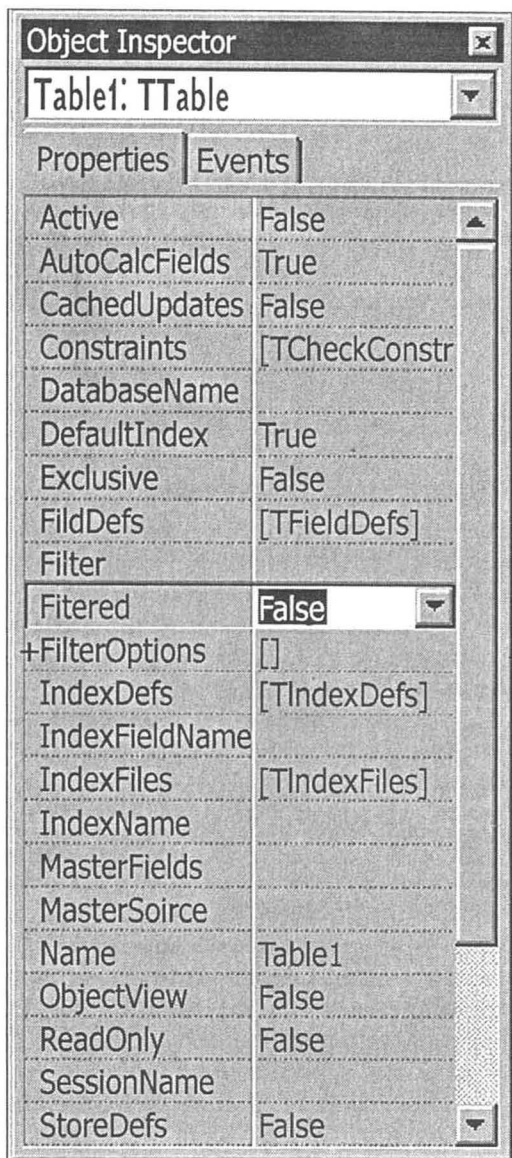 Object Inspector
Table1: TTable
Properties Events
Active False
AutoCalcFields True
CachedUpdates False
Constraints [TCheckConstr
DatabaseName
DefaultIndex True
Exclusive False
FildDefs [TFieldDefs]
Filter
Fitered False
+FilterOptions []
IndexDefs [TIndexDefs]
IndexFieldName
IndexFiles [TIndexFiles]
IndexName
MasterFields
MasterSoirce
Name Table1
ObjectView False
ReadOnly False
SessionName
StoreDefs False